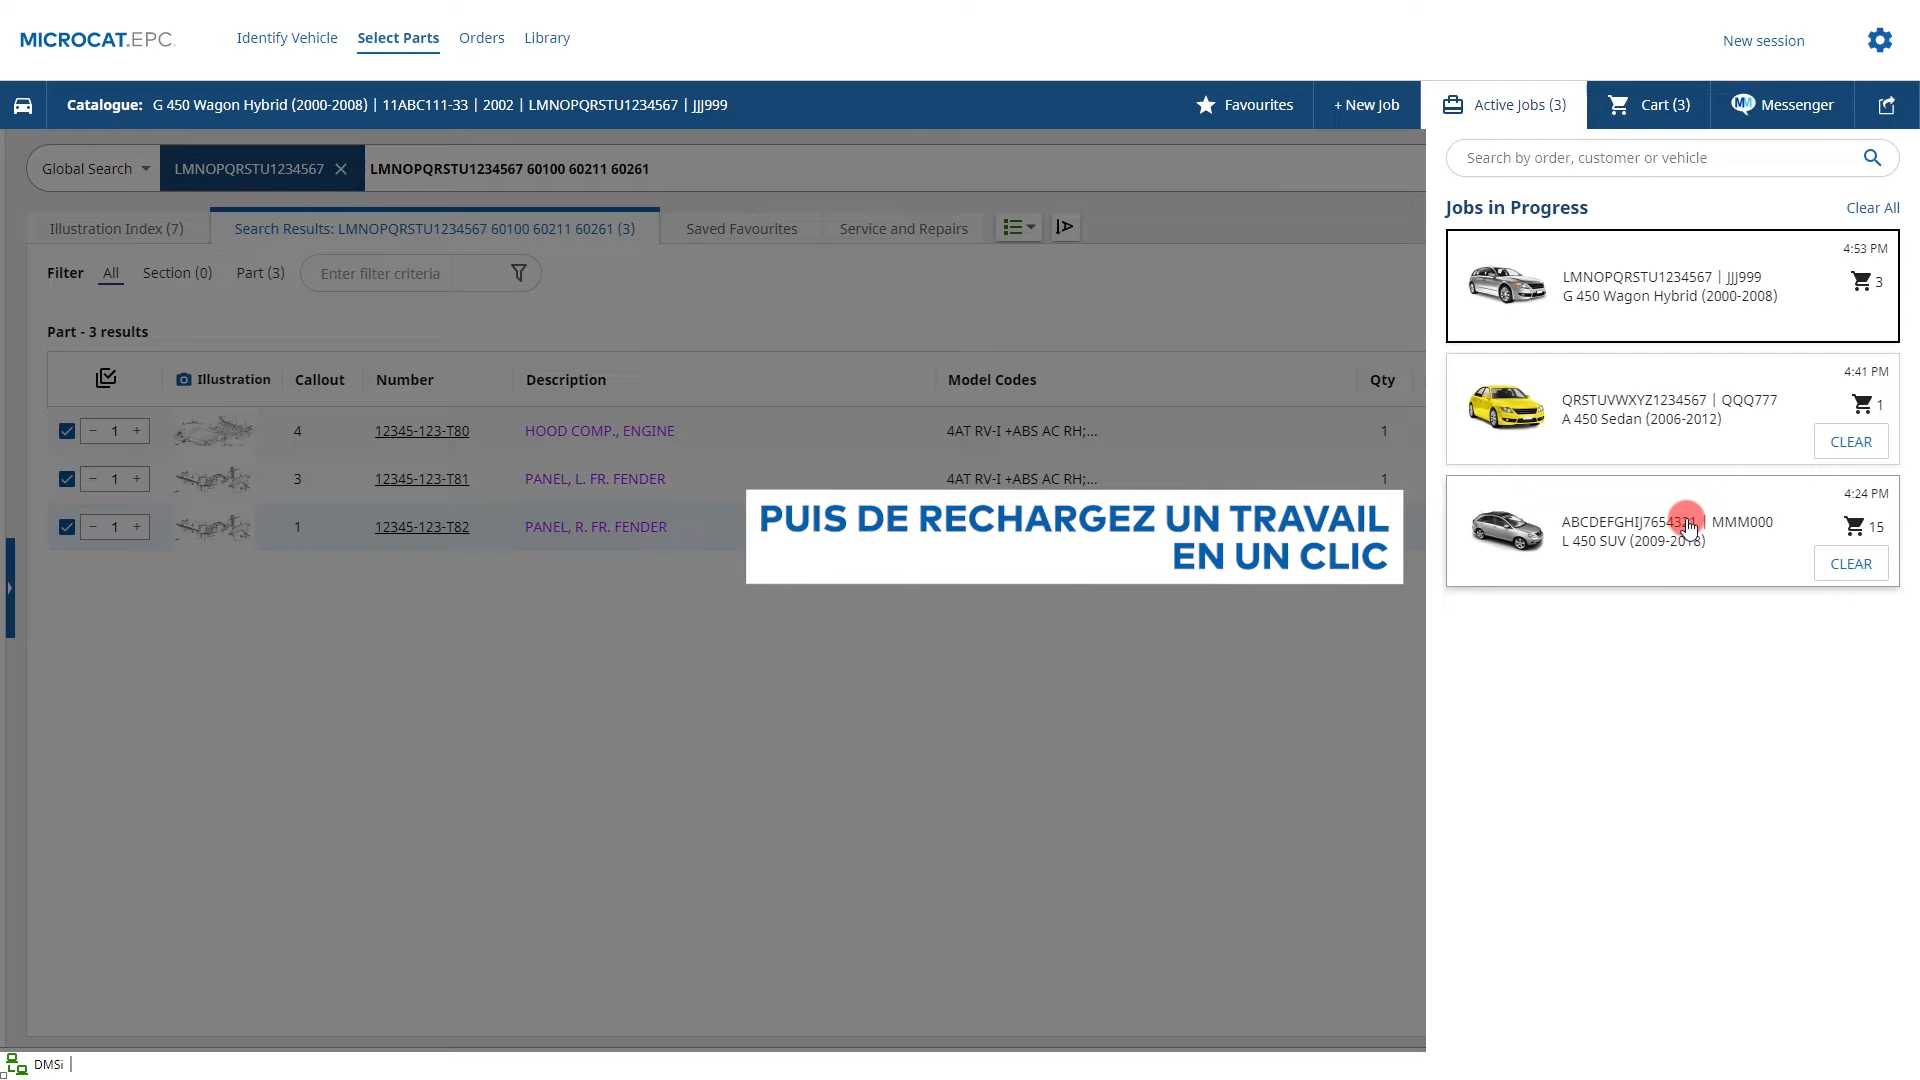 MICROCAT.EPC
Identify Vehicle
Select Parts
Orders
Library
New session
Catalogue: G 450 Wagon Hybrid (2000-2008) | 11ABC111-33 | 2002 | LMNOPQRSTU1234567 | JJJ999
Favourites
+ New Job
Active Jobs (3)
Cart (3)
Messenger
Global Search
LMNOPQRSTU1234567
LMNOPQRSTU1234567 60100 60211 60261
Search by order, customer or vehicle
Illustration Index (7)
Search Results: LMNOPQRSTU1234567 60100 60211 60261 (3)
Saved Favourites
Service and Repairs
Jobs in Progress
Clear All
Filter
All
Section (0)
Part (3)
Enter filter criteria
4:53 PM
LMNOPQRSTU1234567 | JJJ999
G 450 Wagon Hybrid (2000-2008)
3
Part - 3 results
Illustration
Callout
Number
Description
Model Codes
Qty
1
4
12345-123-T80
HOOD COMP., ENGINE
4AT RV-I +ABS AC RH;...
1
1
3
12345-123-T81
PANEL, L. FR. FENDER
4AT RV-I +ABS AC RH;...
1
1
1
12345-123-T82
PANEL, R. FR. FENDER
4:41 PM
QRSTUVWXYZ1234567 | QQQ777
A 450 Sedan (2006-2012)
1
CLEAR
4:24 PM
MMM000
L 450 SUV (2009-2018)
15
CLEAR
PUIS DE RECHARGEZ UN TRAVAIL
EN UN CLIC
DMSi